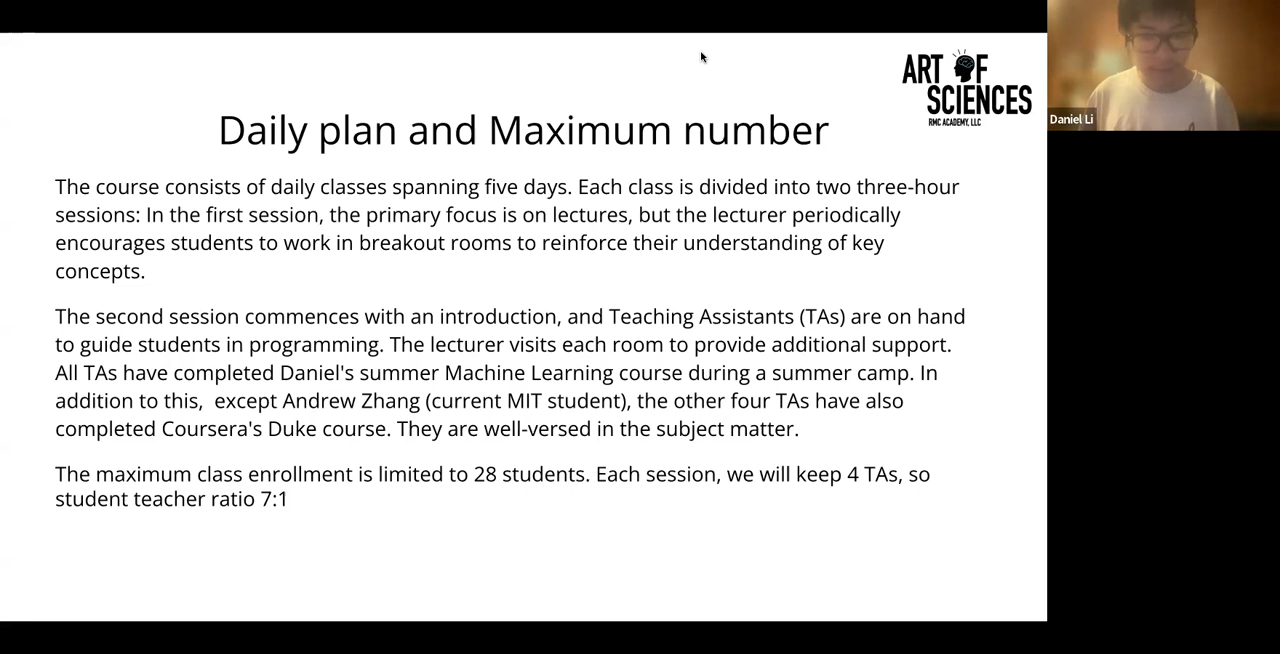 ART OF
SCIENCES
RMC ACADEMY, LLC
Daniel Li
Daily plan and Maximum number
The course consists of daily classes spanning five days. Each class is divided into two three-hour
sessions: In the first session, the primary focus is on lectures, but the lecturer periodically
encourages students to work in breakout rooms to reinforce their understanding of key
concepts.
The second session commences with an introduction, and Teaching Assistants (TAs) are on hand
to guide students in programming. The lecturer visits each room to provide additional support.
All TAs have completed Daniel's summer Machine Learning course during a summer camp. In
addition to this,  except Andrew Zhang (current MIT student), the other four TAs have also
completed Coursera's Duke course. They are well-versed in the subject matter.
The maximum class enrollment is limited to 28 students. Each session, we will keep 4 TAs, so
student teacher ratio 7:1